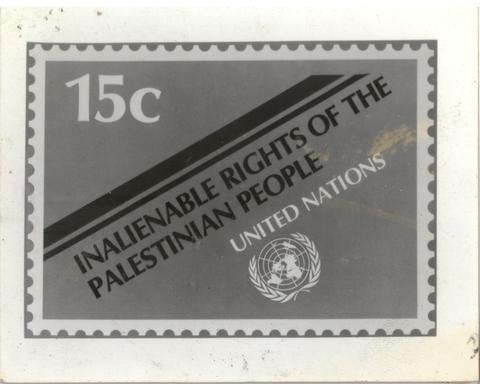 15c
INALIENABLE RIGHTS OF THE
PALESTINIAN PEOPLE
UNITED NATIONS